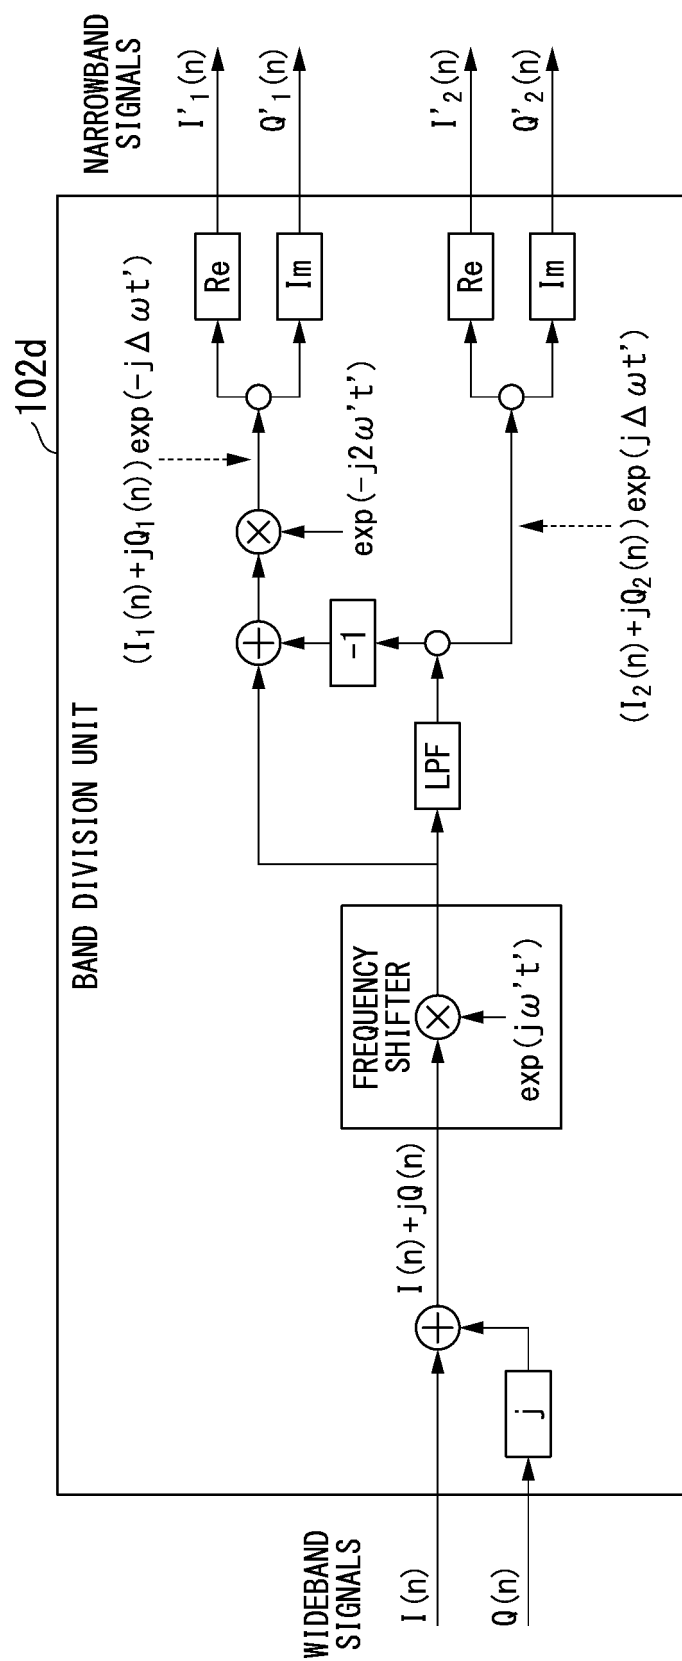 102d
BAND DIVISION UNIT
WIDEBAND
SIGNALS
I(n)
Q(n)
j
I(n)+jQ(n)
FREQUENCY
SHIFTER
exp(jω't')
LPF
-1
exp(-j2ω't')
(I₁(n)+jQ₁(n))exp(-jΔωt')
(I₂(n)+jQ₂(n))exp(jΔωt')
Re
Im
Re
Im
NARROWBAND
SIGNALS
I'₁(n)
Q'₁(n)
I'₂(n)
Q'₂(n)